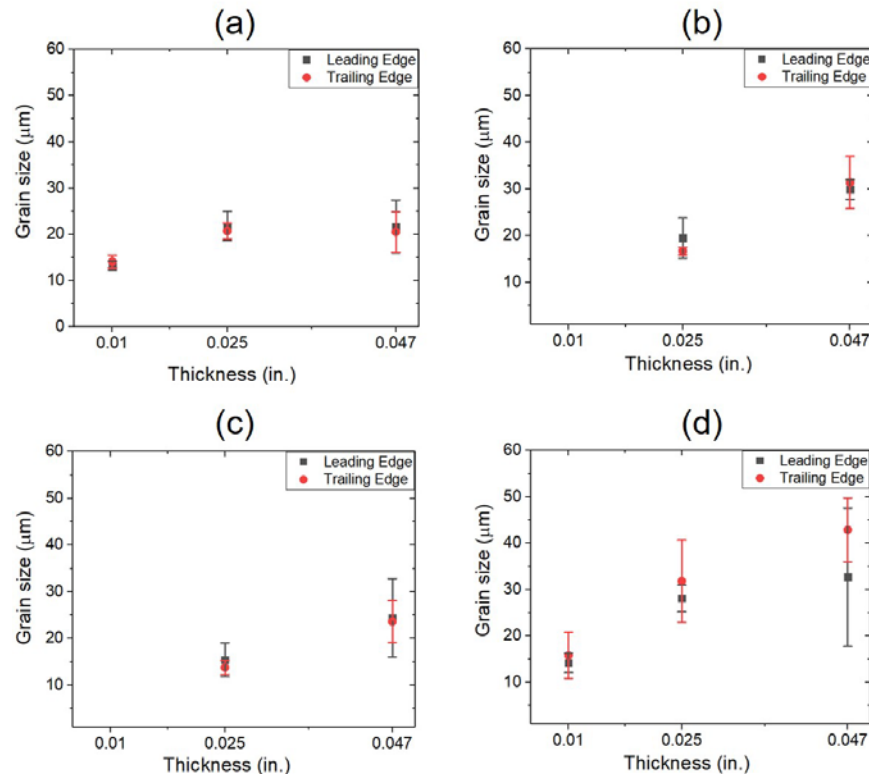 (a)
60
50
40
30
20
10
0
Grain size (μm)
Leading Edge
Trailing Edge
0.01 0.025 0.047
Thickness (in.)
(b)
60
50
40
30
20
10
Grain size (μm)
Leading Edge
Trailing Edge
0.01 0.025 0.047
Thickness (in.)
(c)
60
50
40
30
20
10
Grain size (μm)
Leading Edge
Trailing Edge
0.01 0.025 0.047
Thickness (in.)
(d)
60
50
40
30
20
10
Grain size (μm)
Leading Edge
Trailing Edge
0.01 0.025 0.047
Thickness (in.)